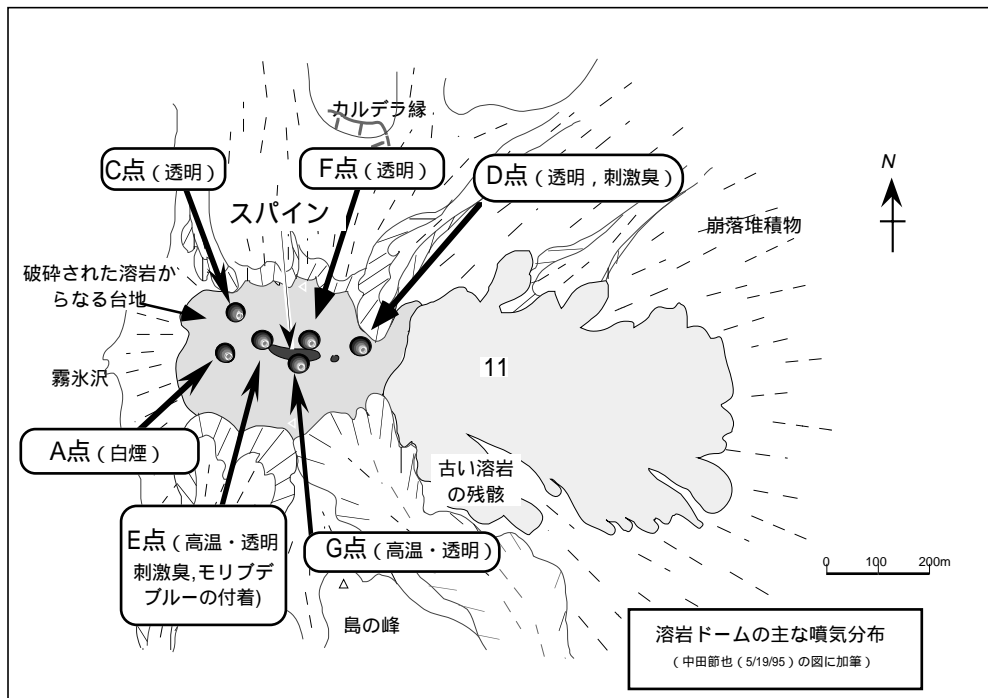 カルデラ縁
C点（透明）
F点（透明）
D点（透明，刺激臭）
N
スパイン
崩落堆積物
破砕された溶岩か
らなる台地
11
霧氷沢
A点（白煙）
古い溶岩
の残骸
E点（高温・透明
刺激臭,モリブデ
ブルーの付着)
G点（高温・透明）
島の峰
0 100 200m
溶岩ドームの主な噴気分布
（中田節也（5/19/95）の図に加筆）